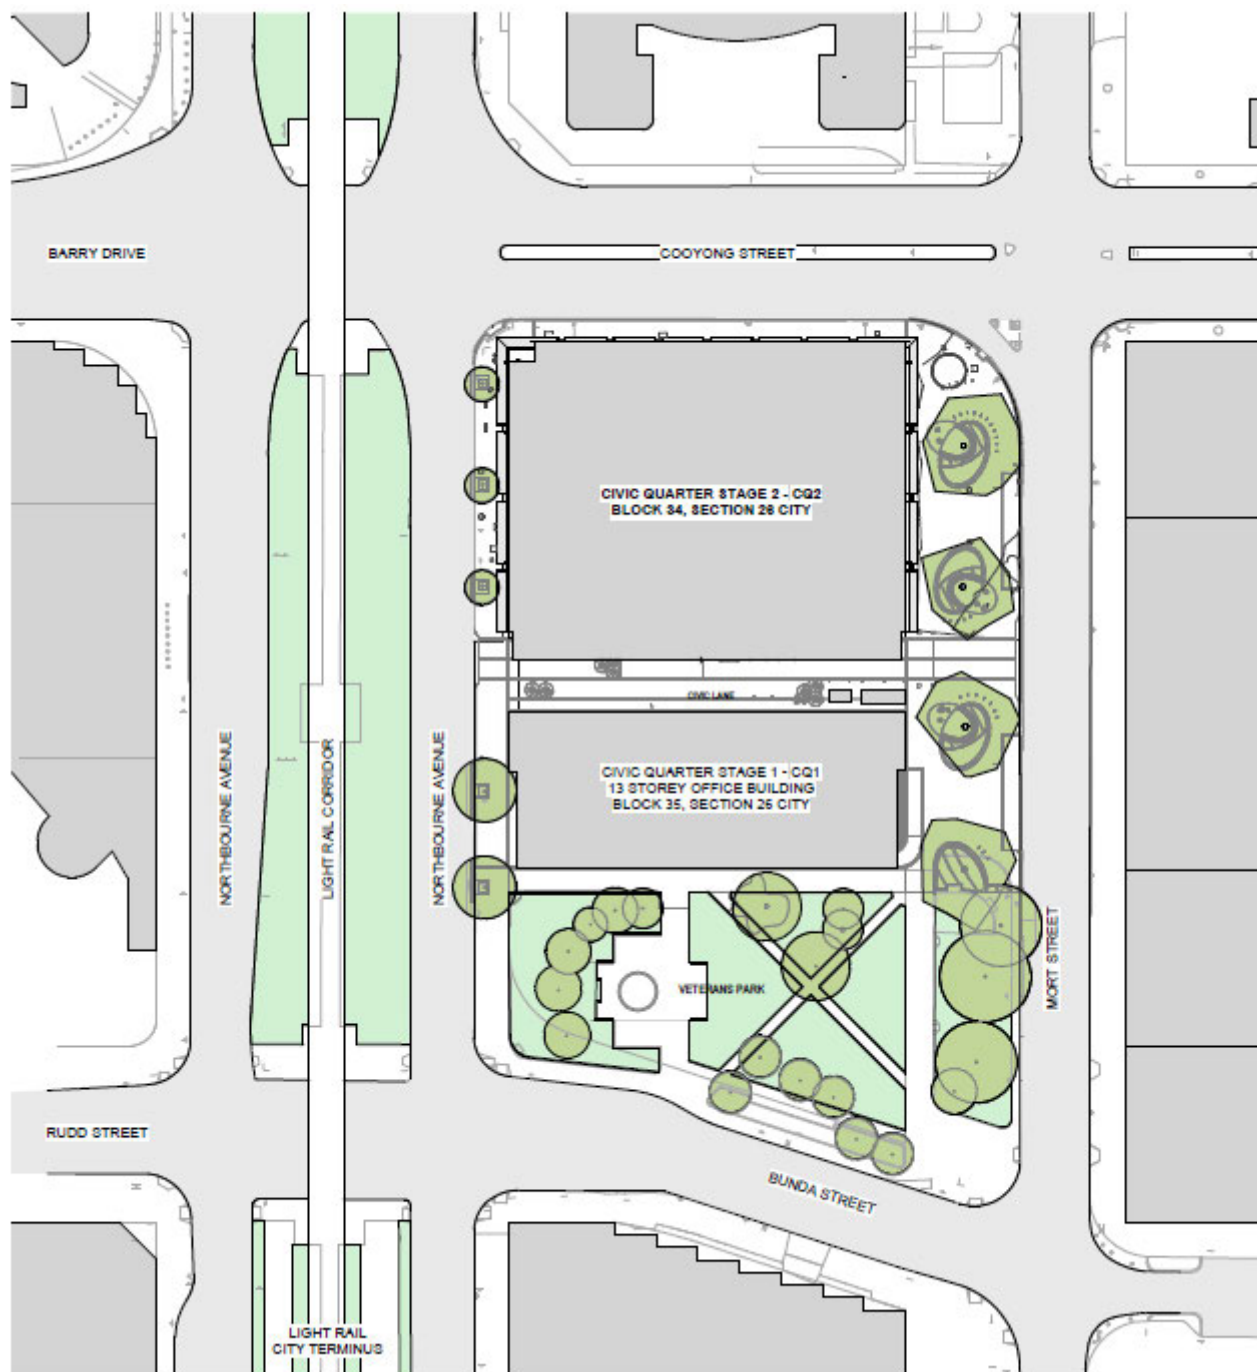 BARRY DRIVE
COOYONG STREET
CIVIC QUARTER STAGE 2 - CQ2
BLOCK 34, SECTION 26 CITY
CIVIC LANE
NORTHBOURNE AVENUE
LIGHT RAIL CORRIDOR
NORTHBOURNE AVENUE
CIVIC QUARTER STAGE 1 - CQ1
13 STOREY OFFICE BUILDING
BLOCK 35, SECTION 26 CITY
VETERANS PARK
MORT STREET
RUDD STREET
BUNDA STREET
LIGHT RAIL
CITY TERMINUS